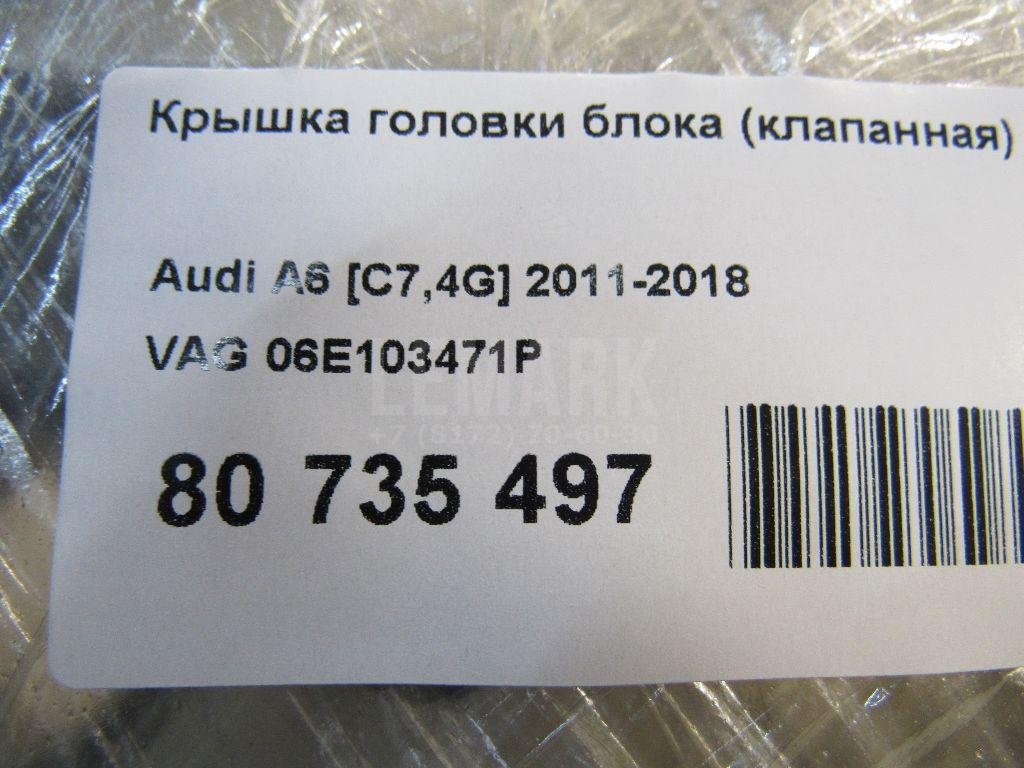 Крышка головки блока (клапанная)
Audi A6 [C7,4G] 2011-2018
VAG 06E103471P
LEMARK
+7 (8172) 70-60-36
80 735 497